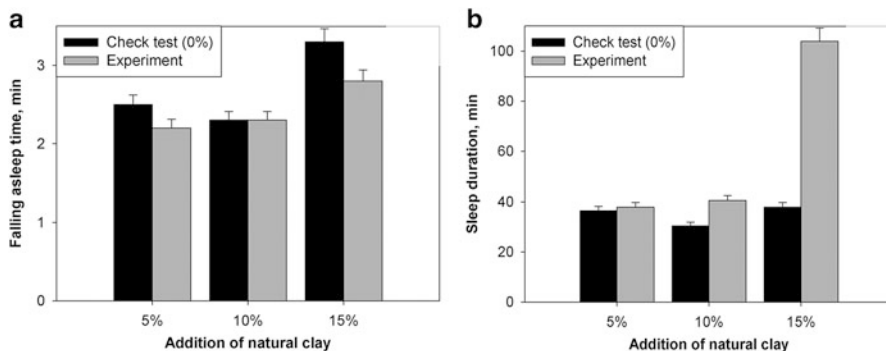 a
Check test (0%)
Experiment
Falling asleep time, min
3
2
1
0
5%
10%
15%
Addition of natural clay
b
Check test (0%)
Experiment
Sleep duration, min
100
80
60
40
20
0
5%
10%
15%
Addition of natural clay